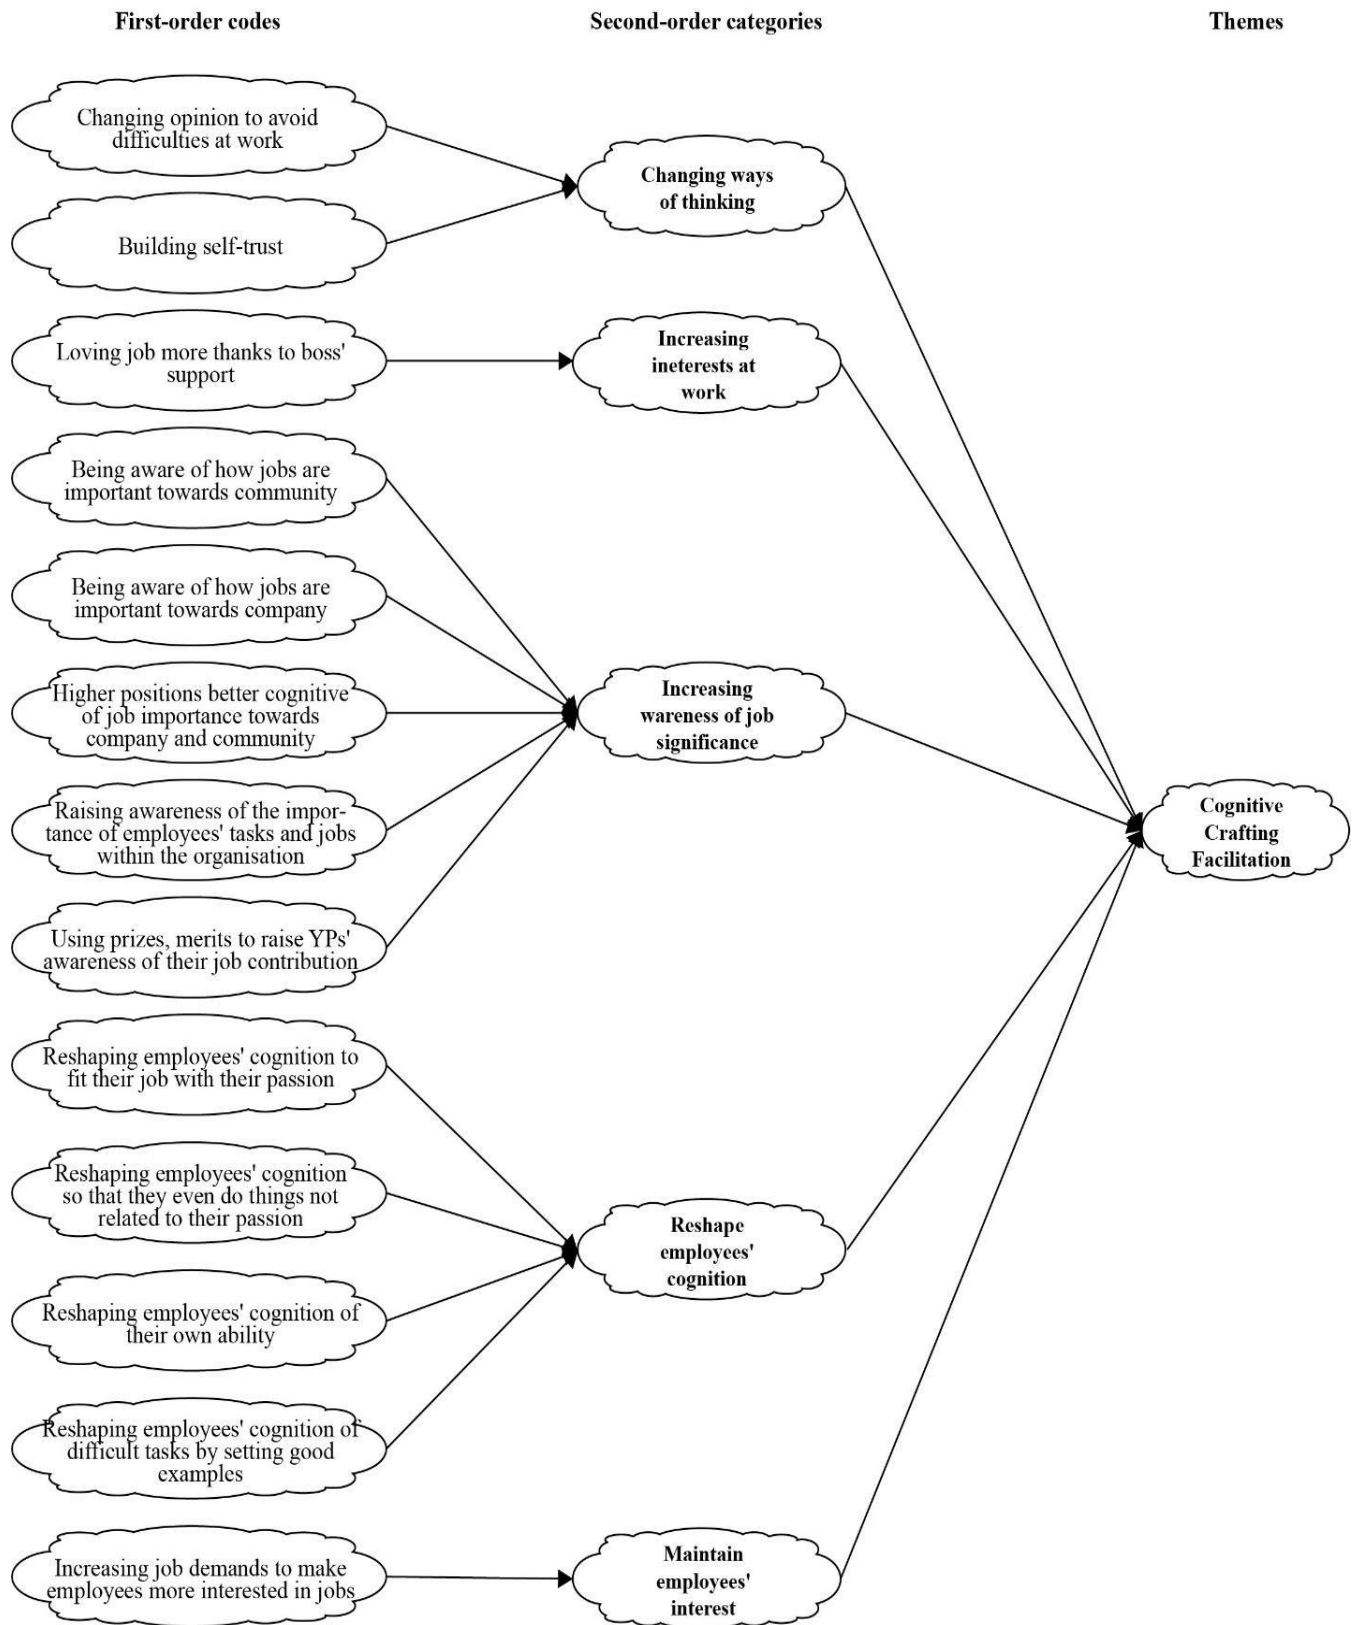 First-order codes
Second-order categories
Themes
Changing opinion to avoid
difficulties at work
Building self-trust
Changing ways
of thinking
Loving job more thanks to boss'
support
Increasing
ineterests at
work
Being aware of how jobs are
important towards community
Being aware of how jobs are
important towards company
Higher positions better cognitive
of job importance towards
company and community
Raising awareness of the impor-
tance of employees' tasks and jobs
within the organisation
Using prizes, merits to raise YPs'
awareness of their job contribution
Increasing
wareness of job
significance
Reshaping employees' cognition to
fit their job with their passion
Reshaping employees' cognition
so that they even do things not
related to their passion
Reshaping employees' cognition of
their own ability
Reshaping employees' cognition of
difficult tasks by setting good
examples
Reshape
employees'
cognition
Increasing job demands to make
employees more interested in jobs
Maintain
employees'
interest
Cognitive
Crafting
Facilitation